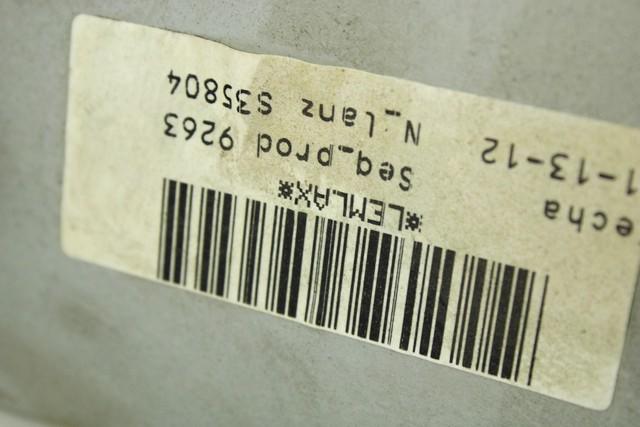 *LEMLAX*
echa Seq_prod 9263
1-13-12 N_Lanz S35804